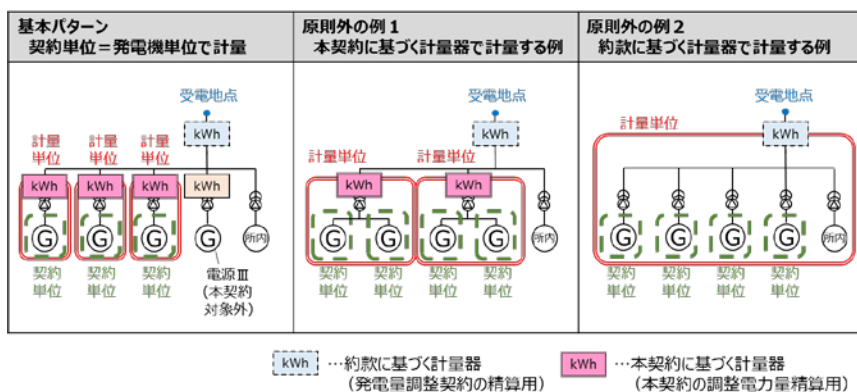 基本パターン
契約単位＝発電機単位で計量
原則外の例１
本契約に基づく計量器で計量する例
原則外の例２
約款に基づく計量器で計量する例
受電地点
kWh
計量
単位
計量
単位
計量
単位
kWh
kWh
kWh
kWh
G
G
G
G
所内
契約
単位
契約
単位
契約
単位
電源Ⅲ
（本契約
対象外）
受電地点
kWh
計量単位
計量単位
kWh
kWh
G
G
G
G
所内
契約
単位
契約
単位
契約
単位
契約
単位
受電地点
計量単位
kWh
G
G
G
G
所内
契約
単位
契約
単位
契約
単位
契約
単位
kWh …約款に基づく計量器
（発電量調整契約の精算用）
kWh …本契約に基づく計量器
（本契約の調整電力量精算用）